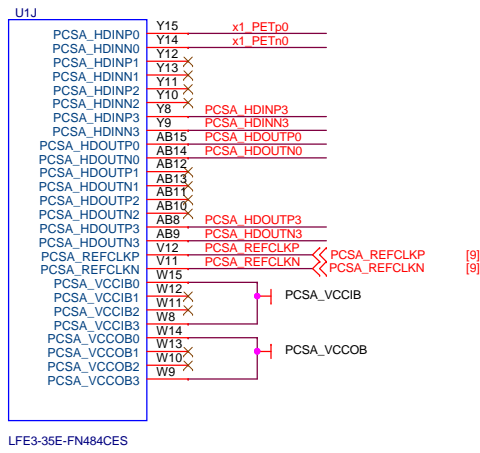 U1J
PCSA_HDINP0 Y15 x1_PETp0
PCSA_HDINN0 Y14 x1_PETn0
PCSA_HDINP1 Y12
PCSA_HDINN1 Y13
PCSA_HDINP2 Y11
PCSA_HDINN2 Y10
PCSA_HDINP3 Y8 PCSA_HDINP3
PCSA_HDINN3 Y9 PCSA_HDINN3
PCSA_HDOUTP0 AB15 PCSA_HDOUTP0
PCSA_HDOUTN0 AB14 PCSA_HDOUTN0
PCSA_HDOUTP1 AB12
PCSA_HDOUTN1 AB13
PCSA_HDOUTP2 AB11
PCSA_HDOUTN2 AB10
PCSA_HDOUTP3 AB8 PCSA_HDOUTP3
PCSA_HDOUTN3 AB9 PCSA_HDOUTN3
PCSA_REFCLKP V12 PCSA_REFCLKP PCSA_REFCLKP [9]
PCSA_REFCLKN V11 PCSA_REFCLKN PCSA_REFCLKN [9]
PCSA_VCCIB0 W15
PCSA_VCCIB1 W12 PCSA_VCCIB
PCSA_VCCIB2 W11
PCSA_VCCIB3 W8
PCSA_VCCOB0 W14
PCSA_VCCOB1 W13 PCSA_VCCOB
PCSA_VCCOB2 W10
PCSA_VCCOB3 W9
LFE3-35E-FN484CES